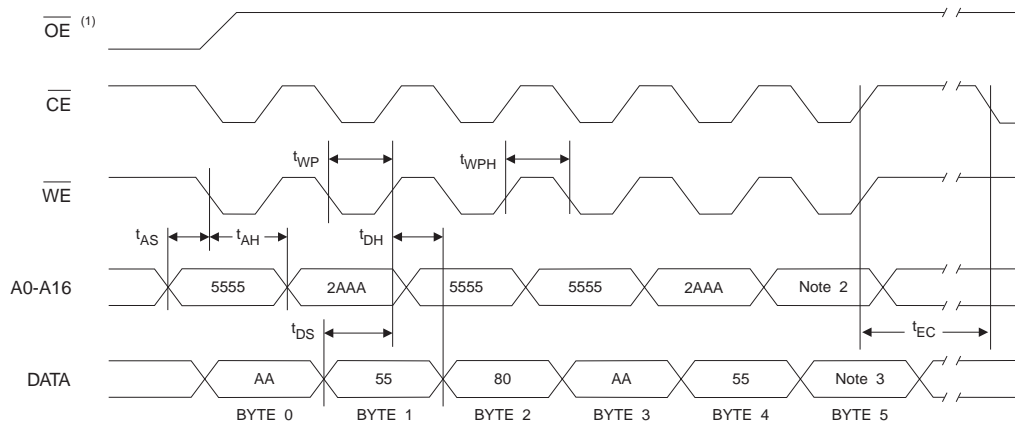 OE (1)
CE
tWP
tWPH
WE
tAS
tAH
tDH
A0-A16
5555
2AAA
5555
5555
2AAA
Note 2
tDS
tEC
DATA
AA
55
80
AA
55
Note 3
BYTE 0
BYTE 1
BYTE 2
BYTE 3
BYTE 4
BYTE 5